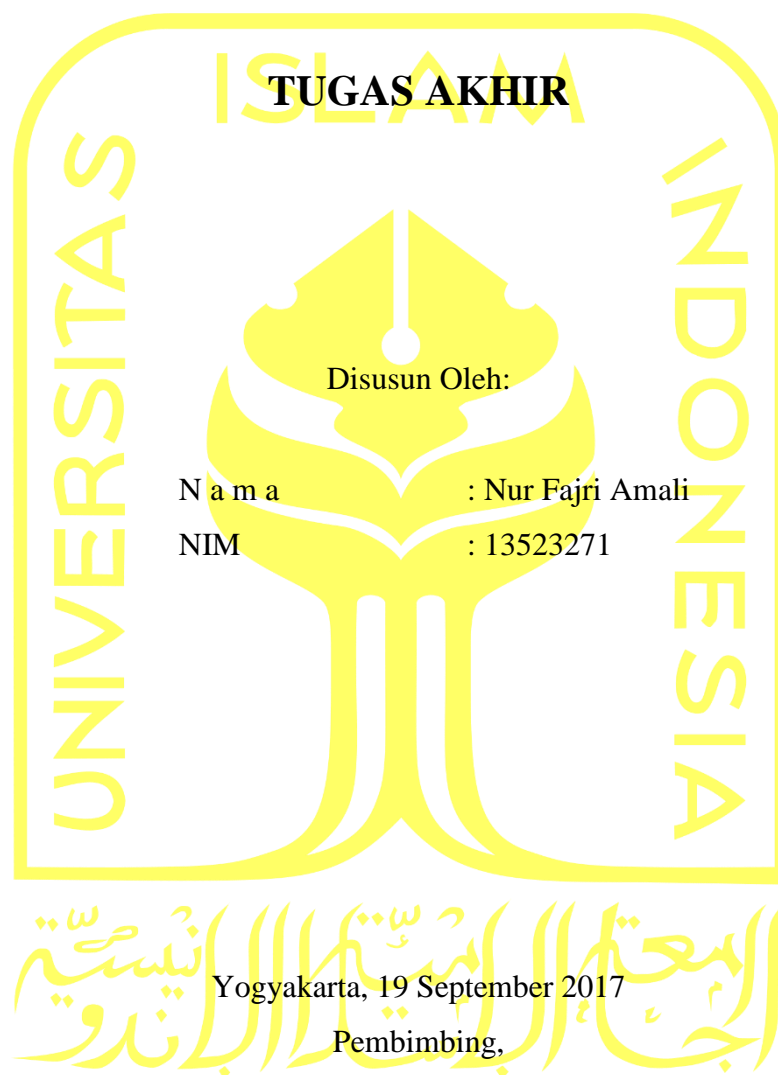 ISLAM
TUGAS AKHIR
UNIVERSITAS
INDONESIA
Disusun Oleh:
N a m a : Nur Fajri Amali
NIM : 13523271
Yogyakarta, 19 September 2017
Pembimbing,